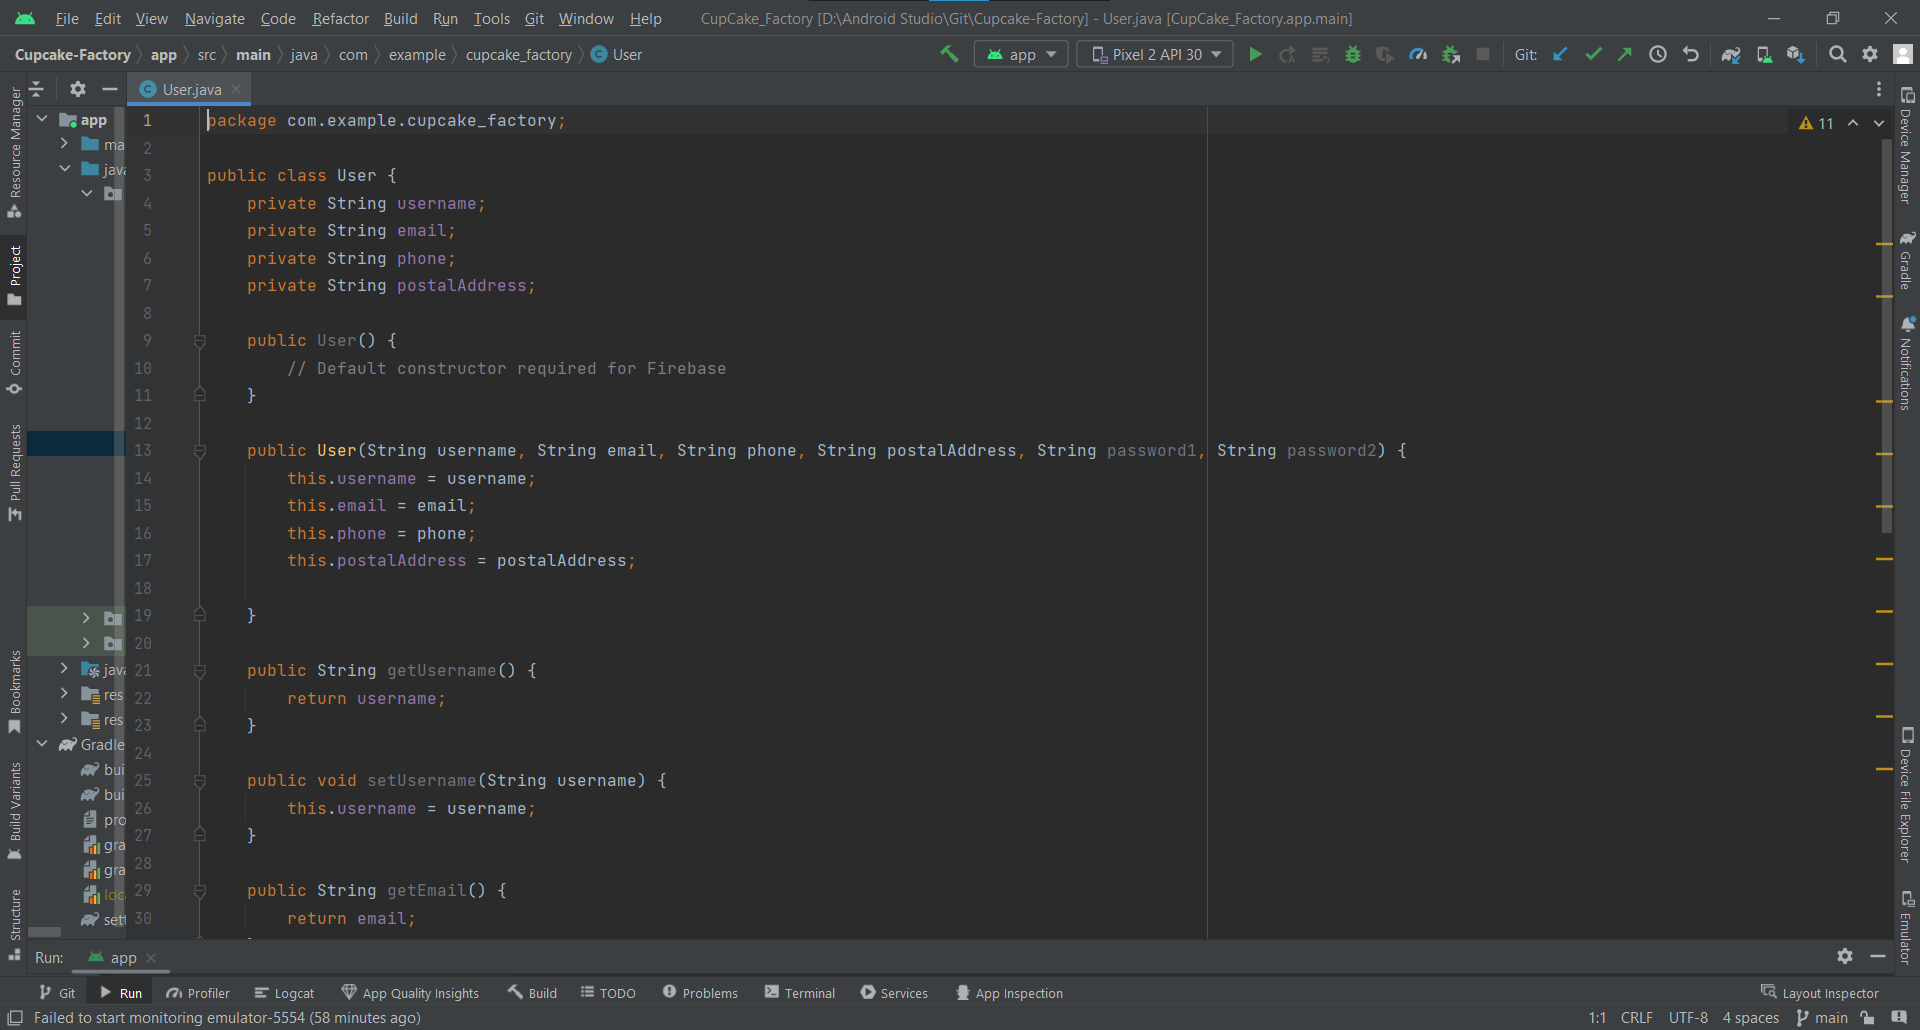 File Edit View Navigate Code Refactor Build Run Tools Git Window Help CupCake_Factory [D:\Android Studio\Git\Cupcake-Factory] - User.java [CupCake_Factory.app.main]
Cupcake-Factory app src main java com example cupcake_factory User app Pixel 2 API 30 Git:
User.java
Resource Manager
Project
Commit
Pull Requests
Bookmarks
Build Variants
Structure
app
ma
java
java
res
res
Gradle
bui
bui
pro
gra
gra
loc
sett
11
1 package com.example.cupcake_factory;
2
3 public class User {
4 private String username;
5 private String email;
6 private String phone;
7 private String postalAddress;
8
9 public User() {
10 // Default constructor required for Firebase
11 }
12
13 public User(String username, String email, String phone, String postalAddress, String password1, String password2) {
14 this.username = username;
15 this.email = email;
16 this.phone = phone;
17 this.postalAddress = postalAddress;
18
19 }
20
21 public String getUsername() {
22 return username;
23 }
24
25 public void setUsername(String username) {
26 this.username = username;
27 }
28
29 public String getEmail() {
30 return email;
Device Manager
Gradle
Notifications
Device File Explorer
Emulator
Run: app
Git Run Profiler Logcat App Quality Insights Build TODO Problems Terminal Services App Inspection Layout Inspector
Failed to start monitoring emulator-5554 (58 minutes ago) 1:1 CRLF UTF-8 4 spaces main